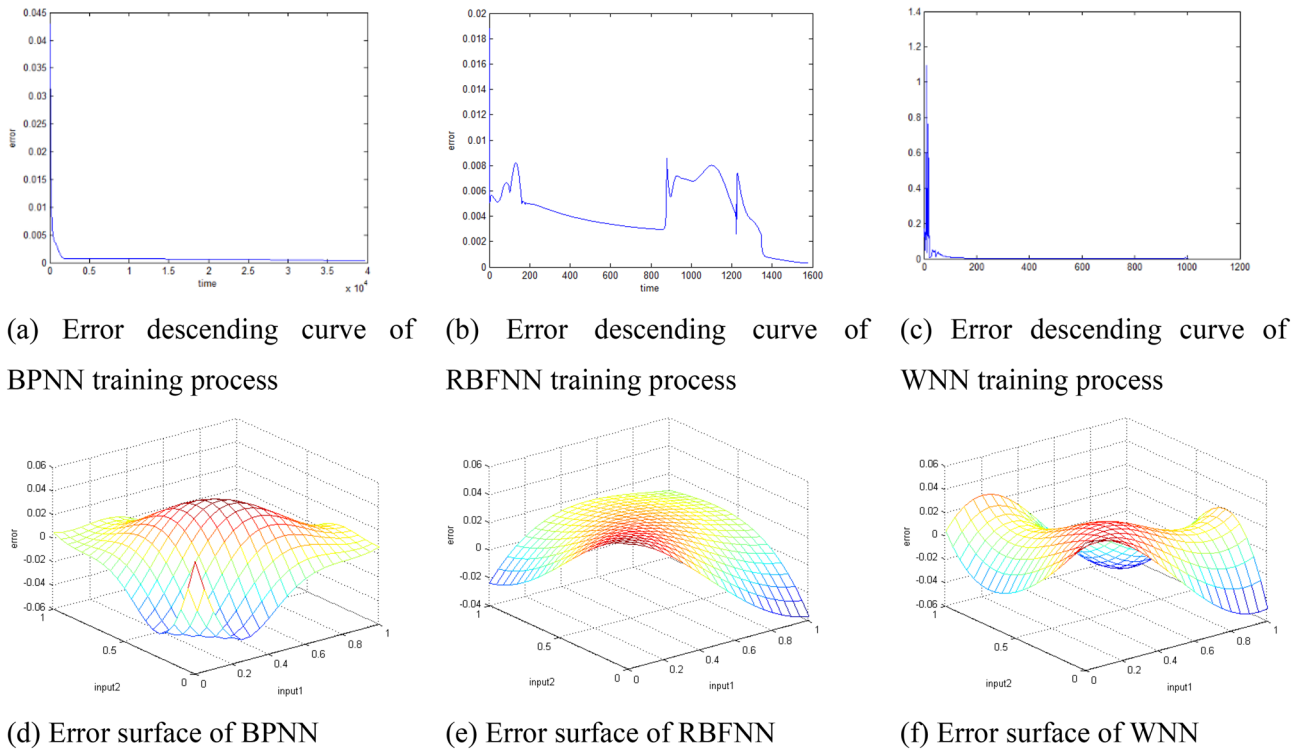 0.045
0.04
0.035
0.03
0.025
0.02
0.015
0.01
0.005
0
error
0 0.5 1 1.5 2 2.5 3 3.5 4
time
x 10^4
0.02
0.018
0.016
0.014
0.012
0.01
0.008
0.006
0.004
0.002
0
error
0 200 400 600 800 1000 1200 1400 1600
time
1.4
1.2
1
0.8
0.6
0.4
0.2
0
0 200 400 600 800 1000 1200
(a) Error descending curve of
BPNN training process
(b) Error descending curve of
RBFNN training process
(c) Error descending curve of
WNN training process
0.06
0.04
0.02
0
-0.02
-0.04
-0.06
error
1
0.5
0
input2
0 0.2 0.4 0.6 0.8 1
input1
0.06
0.04
0.02
0
-0.02
-0.04
error
1
0.5
0
input2
0 0.2 0.4 0.6 0.8 1
input1
0.06
0.04
0.02
0
-0.02
-0.04
-0.06
error
1
0.5
0
input2
0 0.2 0.4 0.6 0.8 1
input1
(d) Error surface of BPNN
(e) Error surface of RBFNN
(f) Error surface of WNN